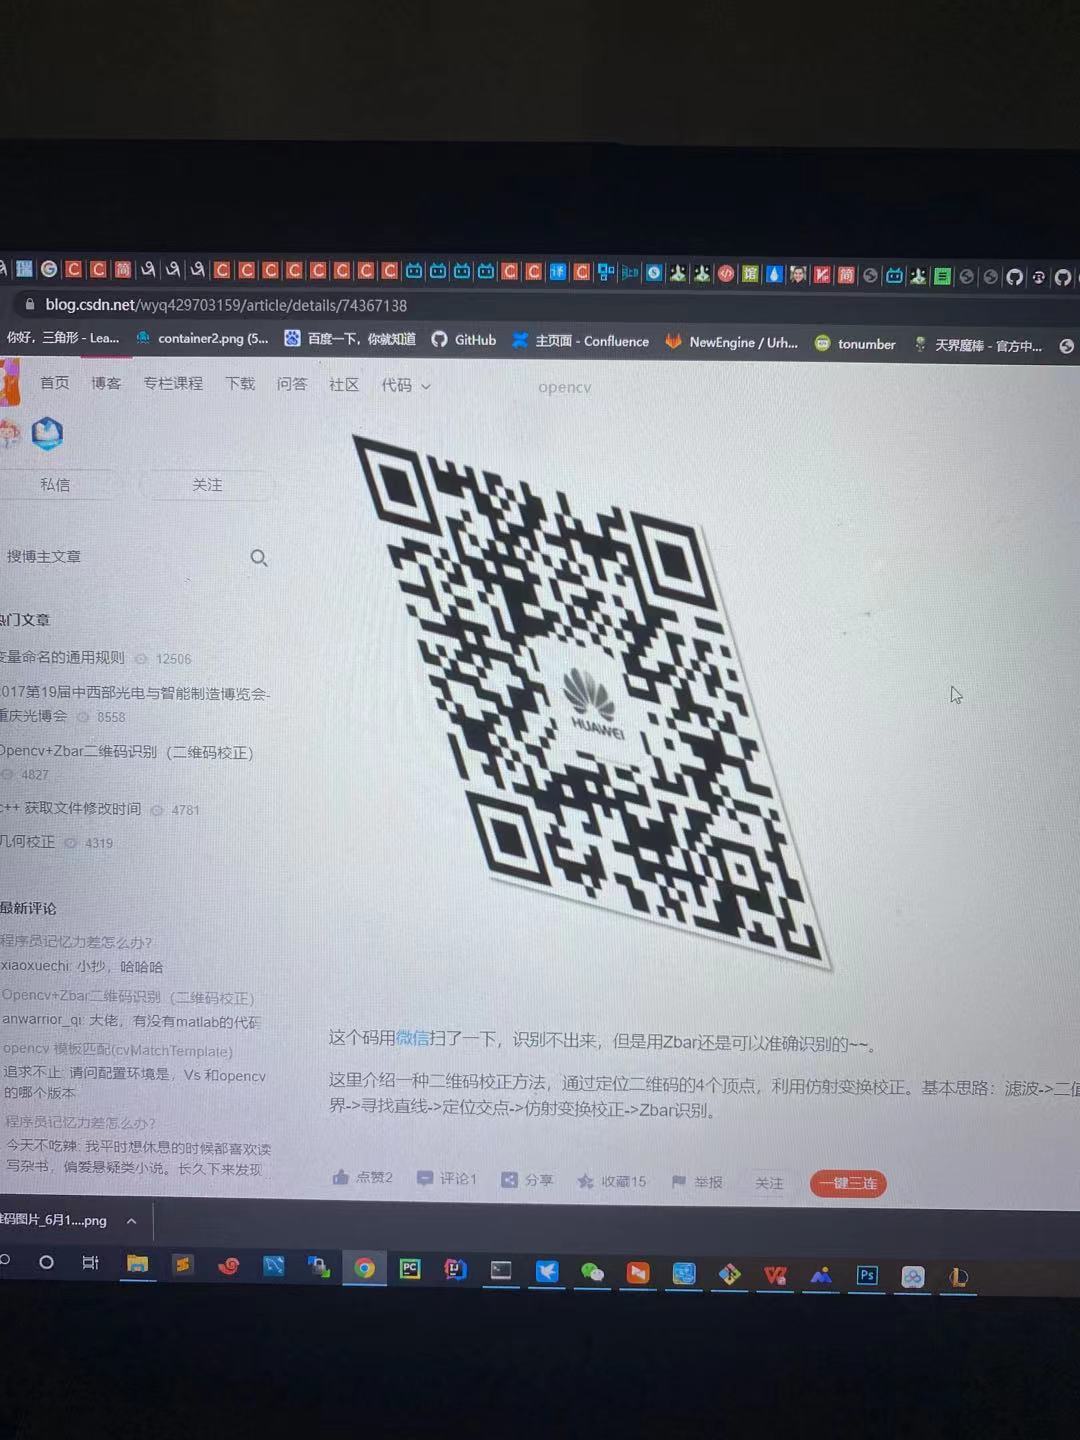 blog.csdn.net/wyq429703159/article/details/74367138
你好，三角形 - Lea... container2.png (5... 百度一下，你就知道 GitHub 主页面 - Confluence NewEngine / Urh... tonumber 天界魔棒 - 官方中...
首页 博客 专栏课程 下载 问答 社区 代码 opencv
私信 关注
搜博主文章
热门文章
变量命名的通用规则 12506
2017第19届中西部光电与智能制造博览会-
重庆光博会 8558
Opencv+Zbar二维码识别（二维码校正）
4827
c++ 获取文件修改时间 4781
几何校正 4319
最新评论
程序员记忆力差怎么办？
xiaoxuechi: 小抄，哈哈哈
Opencv+Zbar二维码识别（二维码校正）
anwarrior_qi: 大佬，有没有matlab的代码
opencv 模板匹配(cvMatchTemplate)
追求不止: 请问配置环境是，Vs 和opencv
的哪个版本
程序员记忆力差怎么办？
今天不吃辣: 我平时想休息的时候都喜欢读
写杂书，偏爱悬疑类小说。长久下来发现...
HUAWEI
这个码用微信扫了一下，识别不出来，但是用Zbar还是可以准确识别的~~。
这里介绍一种二维码校正方法，通过定位二维码的4个顶点，利用仿射变换校正。基本思路：滤波->二值
界->寻找直线->定位交点->仿射变换校正->Zbar识别。
点赞2 评论1 分享 收藏15 举报 关注 一键三连
维码图片_6月1....png